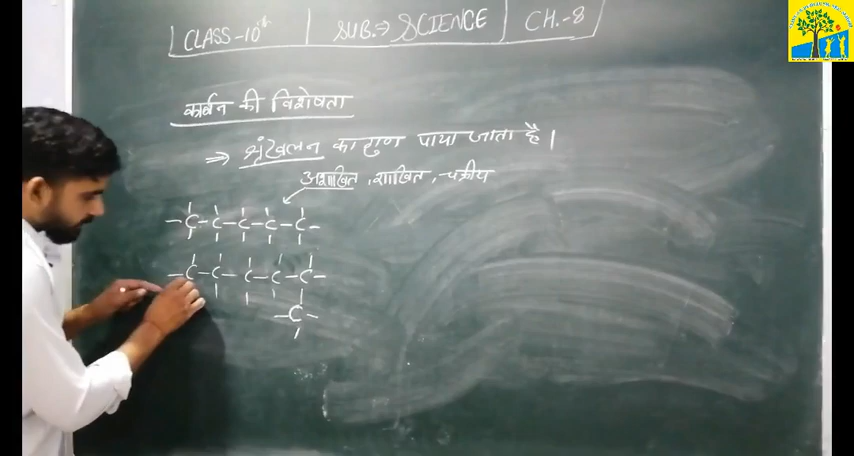 CLASS-10th | SUB.⇒ SCIENCE | CH.-8
कार्बन की विशेषता
⇒ श्रृंखलन का गुण पाया जाता है।
अशाखित, शाखित, चक्रीय
-C-C-C-C-C-
-C-C-C-C-C-
-C-